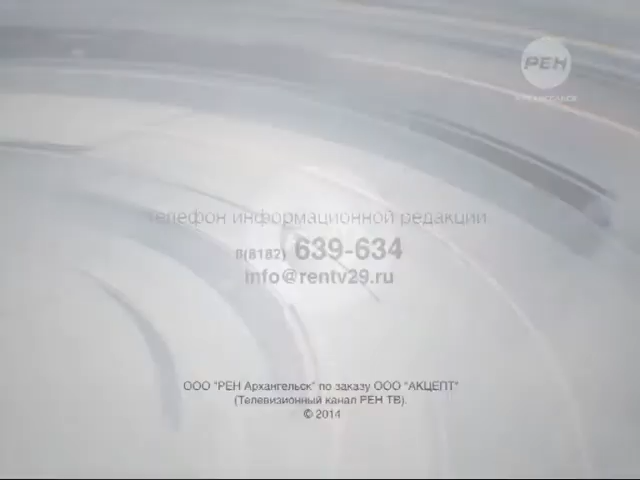 РЕН
АРХАНГЕЛЬСК
телефон информационной редакции
8(8182) 639-634
info@rentv29.ru
ООО "РЕН Архангельск" по заказу ООО "АКЦЕПТ"
(Телевизионный канал РЕН ТВ).
© 2014